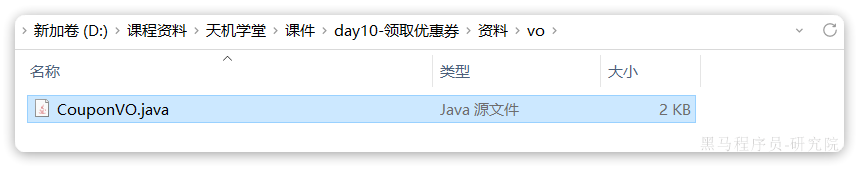 新加卷 (D:) › 课程资料 › 天机学堂 › 课件 › day10-领取优惠券 › 资料 › vo ›
名称 类型 大小
CouponVO.java Java 源文件 2 KB
黑马程序员-研究院